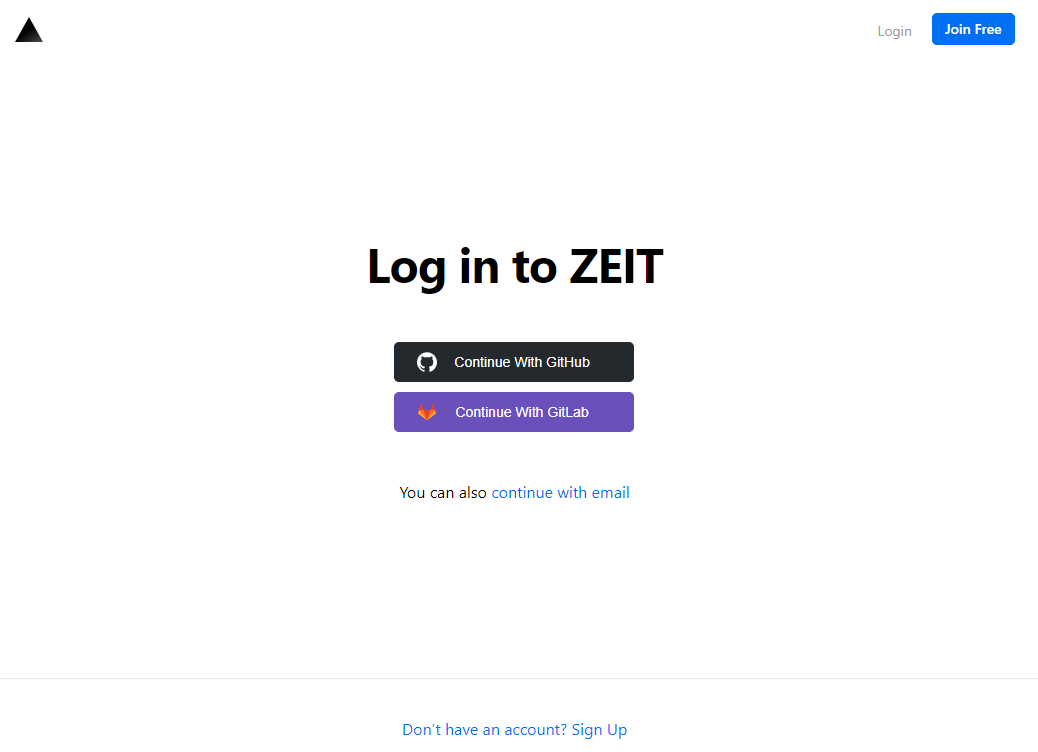 Login
Join Free
Log in to ZEIT
Continue With GitHub
Continue With GitLab
You can also continue with email
Don't have an account? Sign Up